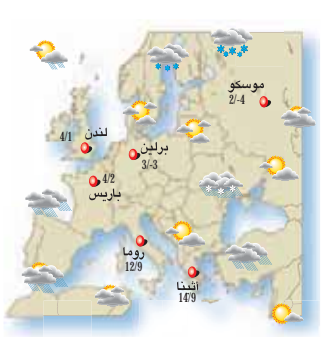 موسكو
2/-4
لندن
4/1
برلين
3/-3
4/2
باريس
روما
12/9
أثينا
14/9